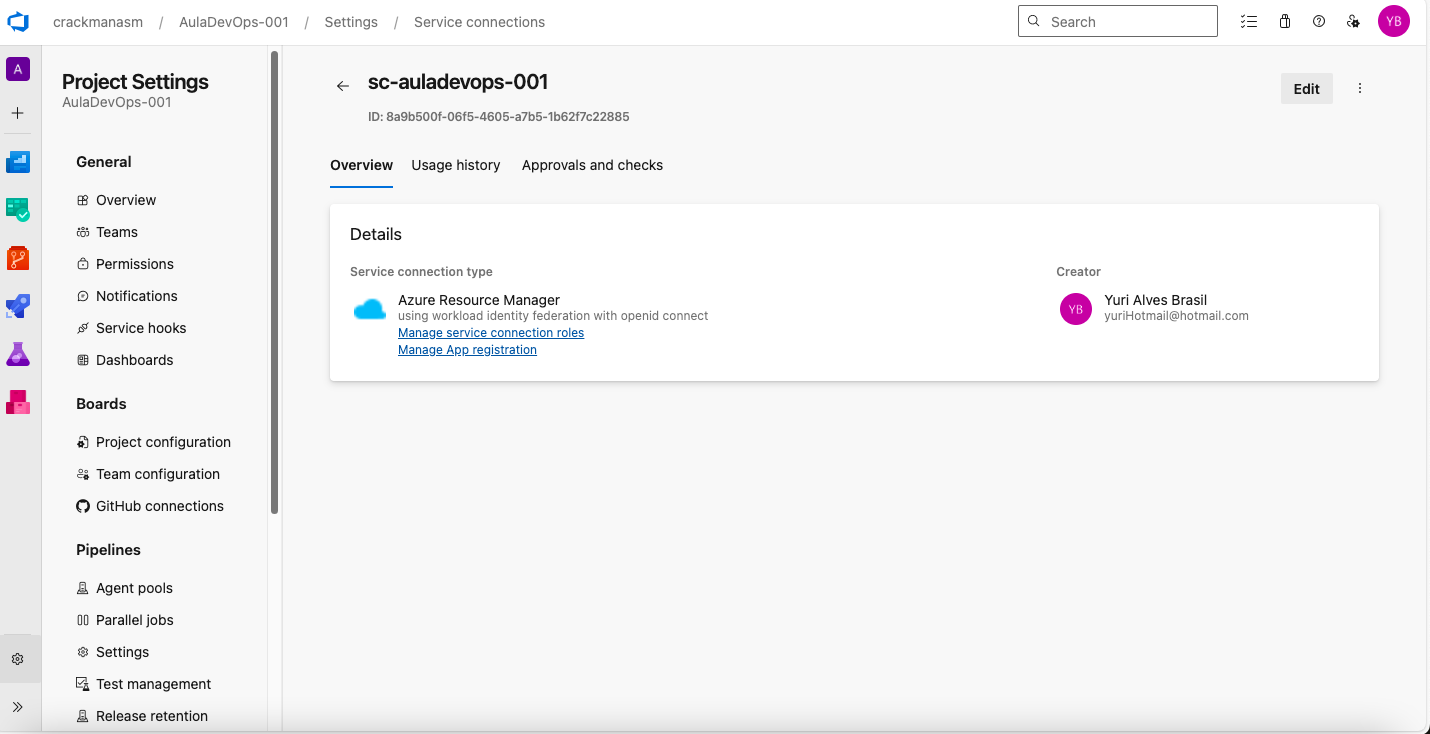 crackmanasm / AulaDevOps-001 / Settings / Service connections
Search
YB
A
Project Settings
AulaDevOps-001
General
Overview
Teams
Permissions
Notifications
Service hooks
Dashboards
Boards
Project configuration
Team configuration
GitHub connections
Pipelines
Agent pools
Parallel jobs
Settings
Test management
Release retention
sc-auladevops-001
ID: 8a9b500f-06f5-4605-a7b5-1b62f7c22885
Edit
Overview Usage history Approvals and checks
Details
Service connection type
Azure Resource Manager
using workload identity federation with openid connect
Manage service connection roles
Manage App registration
Creator
YB
Yuri Alves Brasil
yuriHotmail@hotmail.com